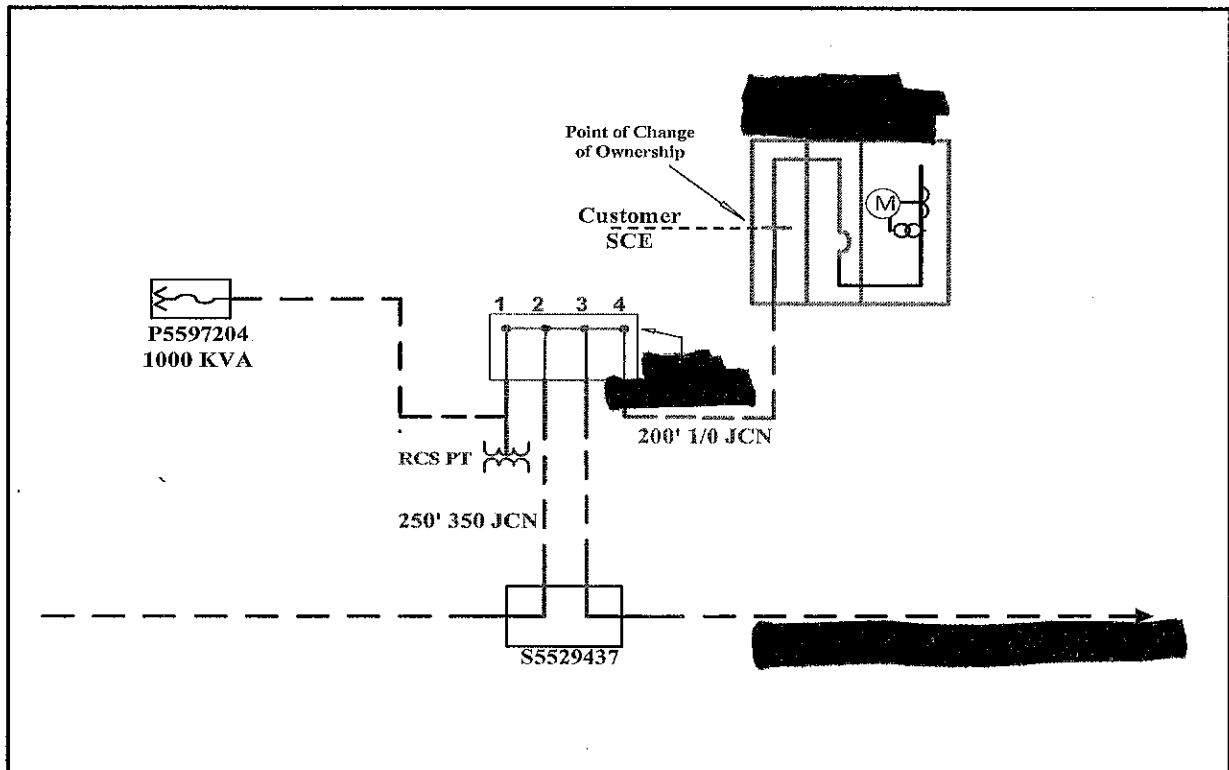 Point of Change
of Ownership
Customer
SCE
M
P5597204
1000 KVA
1 2 3 4
200' 1/0 JCN
RCS PT
250' 350 JCN
S5529437